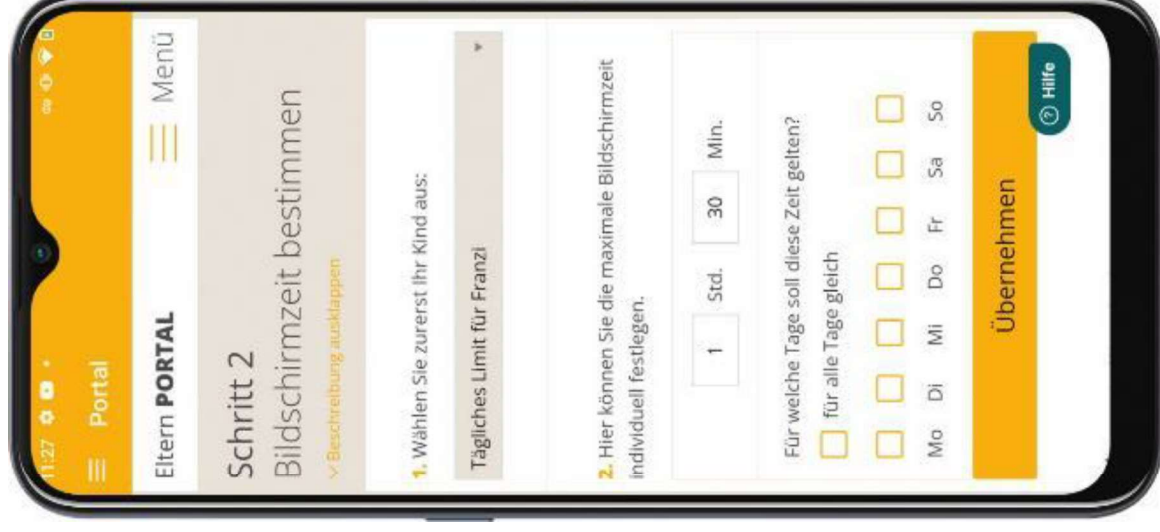 11:27
Portal
Eltern PORTAL
Menü
Schritt 2
Bildschirmzeit bestimmen
Beschreibung ausklappen
1. Wählen Sie zurerst Ihr Kind aus:
Tägliches Limit für Franzi
2. Hier können Sie die maximale Bildschirmzeit
individuell festlegen.
1 Std. 30 Min.
Für welche Tage soll diese Zeit gelten?
für alle Tage gleich
Mo Di Mi Do Fr Sa So
Übernehmen
? Hilfe